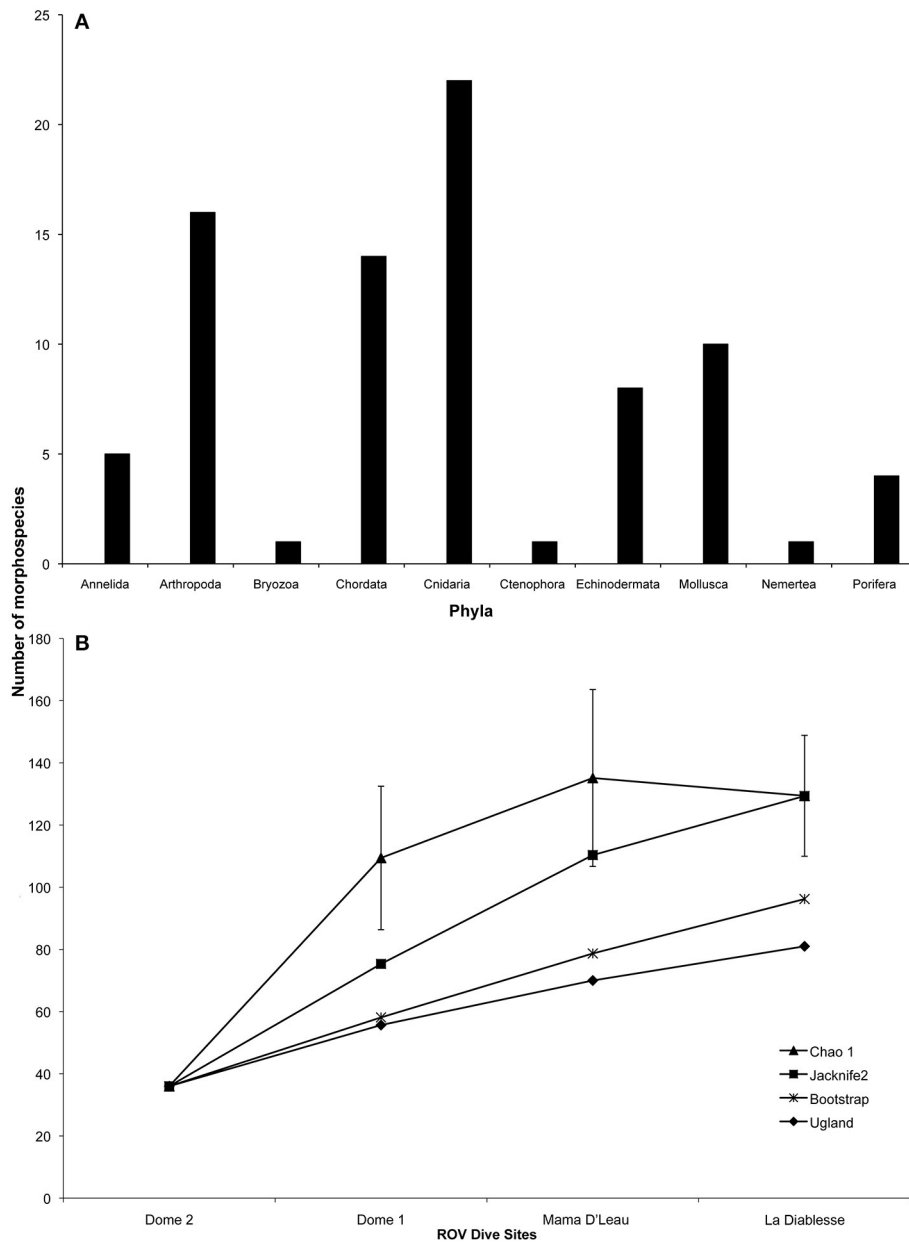 A
25
20
15
10
5
0
Annelida Arthropoda Bryozoa Chordata Cnidaria Ctenophora Echinodermata Mollusca Nemertea Porifera
Phyla
Number of morphospecies
B
180
160
140
120
100
80
60
40
20
0
Chao 1
Jacknife2
Bootstrap
Ugland
Dome 2 Dome 1 Mama D'Leau La Diablesse
ROV Dive Sites